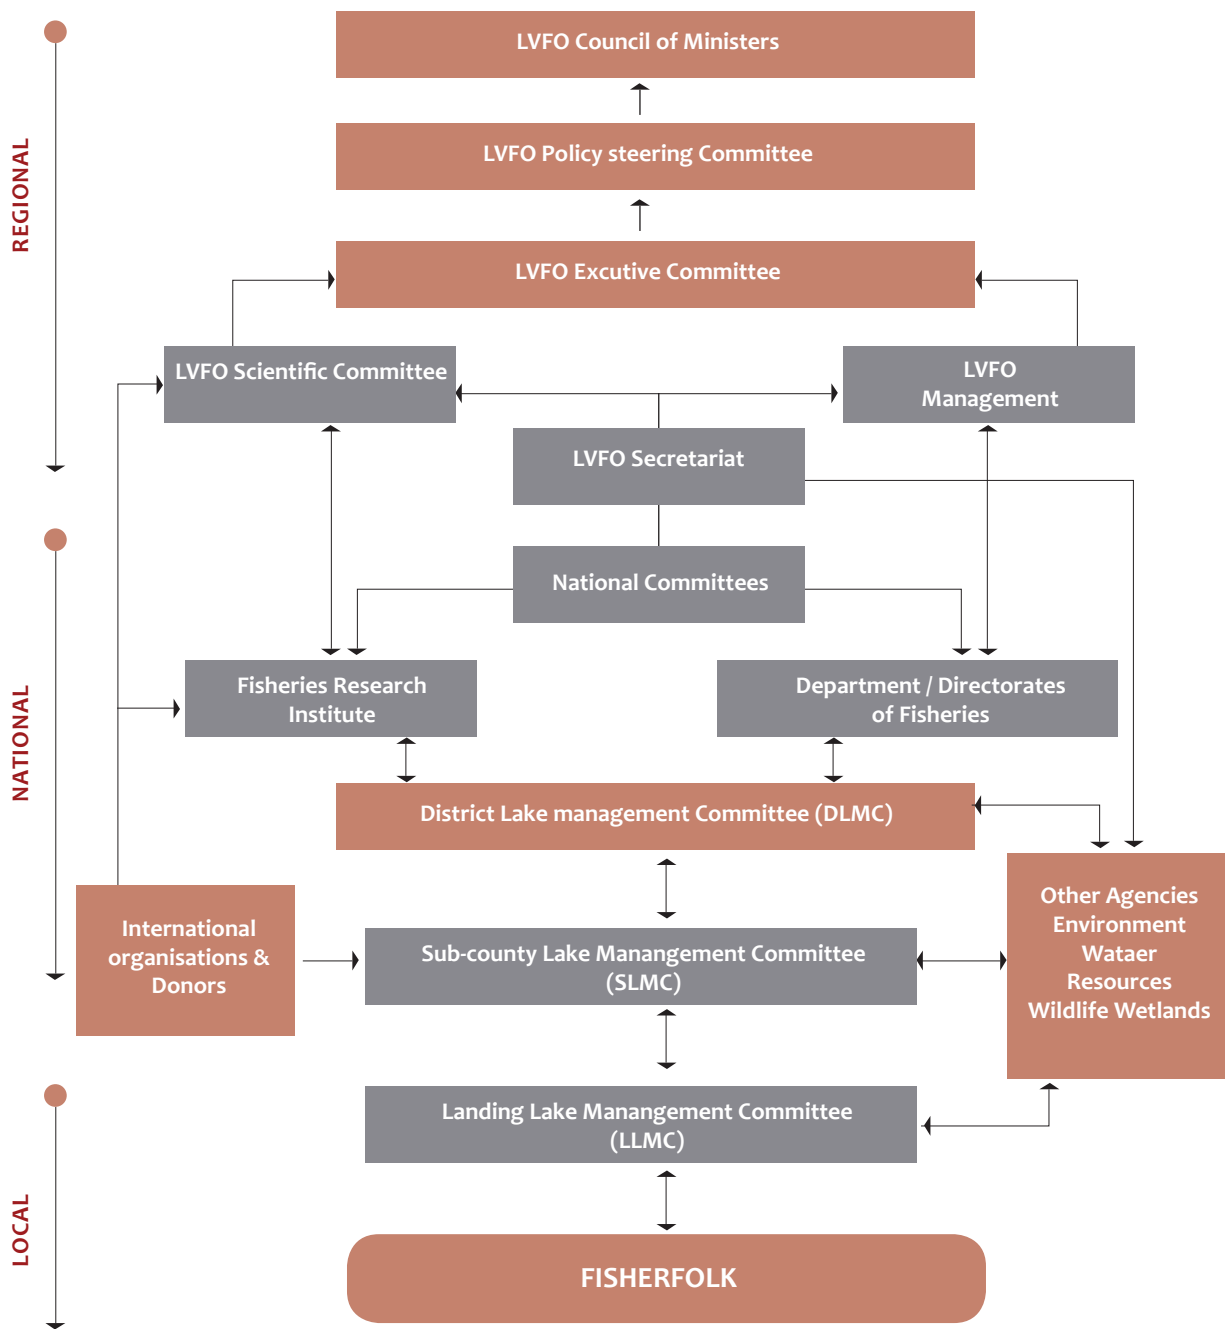 LVFO Council of Ministers
REGIONAL
LVFO Policy steering Committee
LVFO Excutive Committee
LVFO Scientific Committee
LVFO
Management
LVFO Secretariat
NATIONAL
National Committees
Fisheries Research
Institute
Department / Directorates
of Fisheries
District Lake management Committee (DLMC)
International
organisations &
Donors
Sub-county Lake Manangement Committee
(SLMC)
Other Agencies
Environment
Wataer
Resources
Wildlife Wetlands
LOCAL
Landing Lake Manangement Committee
(LLMC)
FISHERFOLK